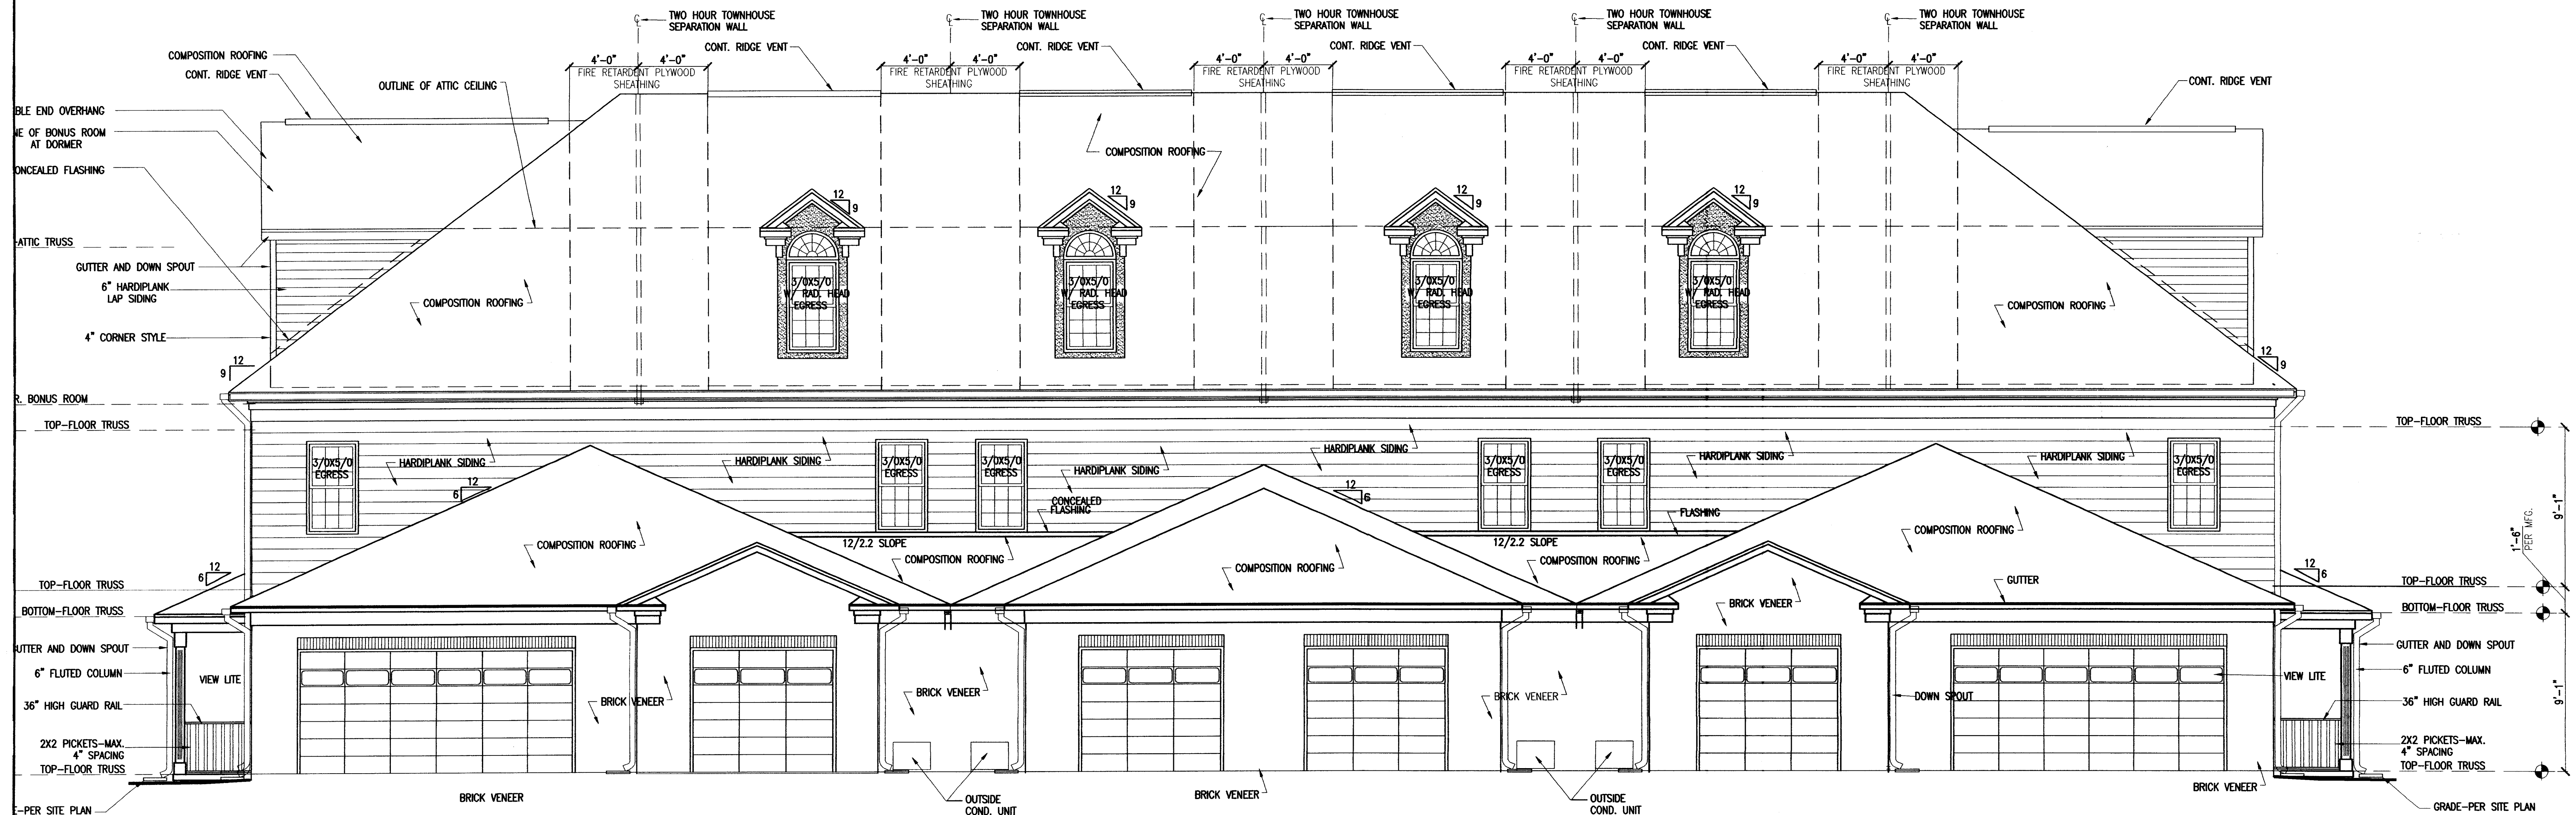 TWO HOUR TOWNHOUSE
SEPARATION WALL
TWO HOUR TOWNHOUSE
SEPARATION WALL
TWO HOUR TOWNHOUSE
SEPARATION WALL
TWO HOUR TOWNHOUSE
SEPARATION WALL
TWO HOUR TOWNHOUSE
SEPARATION WALL
COMPOSITION ROOFING
CONT. RIDGE VENT
OUTLINE OF ATTIC CEILING
CONT. RIDGE VENT
CONT. RIDGE VENT
CONT. RIDGE VENT
CONT. RIDGE VENT
CONT. RIDGE VENT
4'-0" 4'-0"
FIRE RETARDENT PLYWOOD
SHEATHING
4'-0" 4'-0"
FIRE RETARDENT PLYWOOD
SHEATHING
4'-0" 4'-0"
FIRE RETARDENT PLYWOOD
SHEATHING
4'-0" 4'-0"
FIRE RETARDENT PLYWOOD
SHEATHING
4'-0" 4'-0"
FIRE RETARDENT PLYWOOD
SHEATHING
BLE END OVERHANG
NE OF BONUS ROOM
AT DORMER
ONCEALED FLASHING
COMPOSITION ROOFING
12
9
12
9
12
9
12
9
-ATTIC TRUSS
GUTTER AND DOWN SPOUT
6" HARDIPLANK
LAP SIDING
4" CORNER STYLE
COMPOSITION ROOFING
3/0X5/0
W/ RAD. HEAD
EGRESS
3/0X5/0
W/ RAD. HEAD
EGRESS
3/0X5/0
W/ RAD. HEAD
EGRESS
3/0X5/0
W/ RAD. HEAD
EGRESS
COMPOSITION ROOFING
12
9
12
9
R. BONUS ROOM
TOP-FLOOR TRUSS
TOP-FLOOR TRUSS
3/0X5/0
EGRESS
HARDIPLANK SIDING
HARDIPLANK SIDING
3/0X5/0
EGRESS
3/0X5/0
EGRESS
HARDIPLANK SIDING
HARDIPLANK SIDING
3/0X5/0
EGRESS
3/0X5/0
EGRESS
HARDIPLANK SIDING
HARDIPLANK SIDING
3/0X5/0
EGRESS
12
6
12
6
CONCEALED
FLASHING
FLASHING
12/2.2 SLOPE
12/2.2 SLOPE
COMPOSITION ROOFING
COMPOSITION ROOFING
COMPOSITION ROOFING
COMPOSITION ROOFING
COMPOSITION ROOFING
COMPOSITION ROOFING
COMPOSITION ROOFING
9'-1"
1'-6"
PER MFG.
12
6
12
6
TOP-FLOOR TRUSS
TOP-FLOOR TRUSS
GUTTER
BOTTOM-FLOOR TRUSS
BOTTOM-FLOOR TRUSS
BRICK VENEER
UTTER AND DOWN SPOUT
6" FLUTED COLUMN
VIEW LITE
36" HIGH GUARD RAIL
2X2 PICKETS-MAX.
4" SPACING
TOP-FLOOR TRUSS
BRICK VENEER
BRICK VENEER
BRICK VENEER
DOWN SPOUT
VIEW LITE
GUTTER AND DOWN SPOUT
6" FLUTED COLUMN
36" HIGH GUARD RAIL
2X2 PICKETS-MAX.
4" SPACING
TOP-FLOOR TRUSS
9'-1"
BRICK VENEER
OUTSIDE
COND. UNIT
BRICK VENEER
OUTSIDE
COND. UNIT
BRICK VENEER
E-PER SITE PLAN
GRADE-PER SITE PLAN